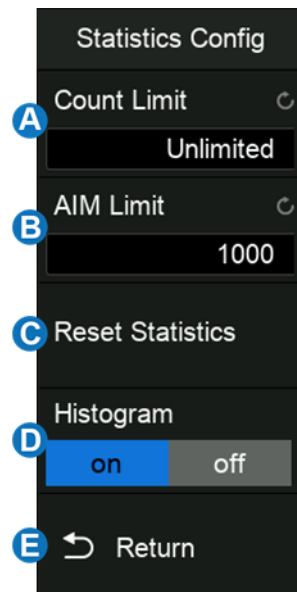 Statistics Config
A
Count Limit
Unlimited
B
AIM Limit
1000
C
Reset Statistics
Histogram
D
on off
E
Return